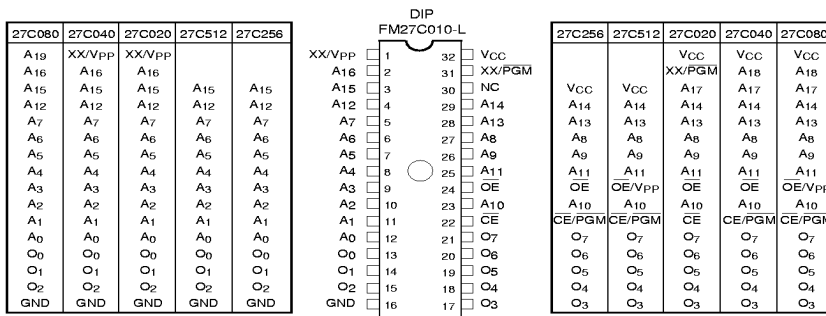 DIP
FM27C010-L
27C080 27C040 27C020 27C512 27C256
A19 XX/VPP XX/VPP
A16 A16 A16
A15 A15 A15 A15 A15
A12 A12 A12 A12 A12
A7 A7 A7 A7 A7
A6 A6 A6 A6 A6
A5 A5 A5 A5 A5
A4 A4 A4 A4 A4
A3 A3 A3 A3 A3
A2 A2 A2 A2 A2
A1 A1 A1 A1 A1
A0 A0 A0 A0 A0
O0 O0 O0 O0 O0
O1 O1 O1 O1 O1
O2 O2 O2 O2 O2
GND GND GND GND GND
XX/VPP 1 32 VCC
A16 2 31 XX/PGM
A15 3 30 NC
A12 4 29 A14
A7 5 28 A13
A6 6 27 A8
A5 7 26 A9
A4 8 25 A11
A3 9 24 OE
A2 10 23 A10
A1 11 22 CE
A0 12 21 O7
O0 13 20 O6
O1 14 19 O5
O2 15 18 O4
GND 16 17 O3
27C256 27C512 27C020 27C040 27C080
VCC VCC VCC
XX/PGM A18 A18
VCC VCC A17 A17 A17
A14 A14 A14 A14 A14
A13 A13 A13 A13 A13
A8 A8 A8 A8 A8
A9 A9 A9 A9 A9
A11 A11 A11 A11 A11
OE OE/VPP OE OE OE/VPP
A10 A10 A10 A10 A10
CE/PGM CE/PGM CE CE/PGM CE/PGM
O7 O7 O7 O7 O7
O6 O6 O6 O6 O6
O5 O5 O5 O5 O5
O4 O4 O4 O4 O4
O3 O3 O3 O3 O3